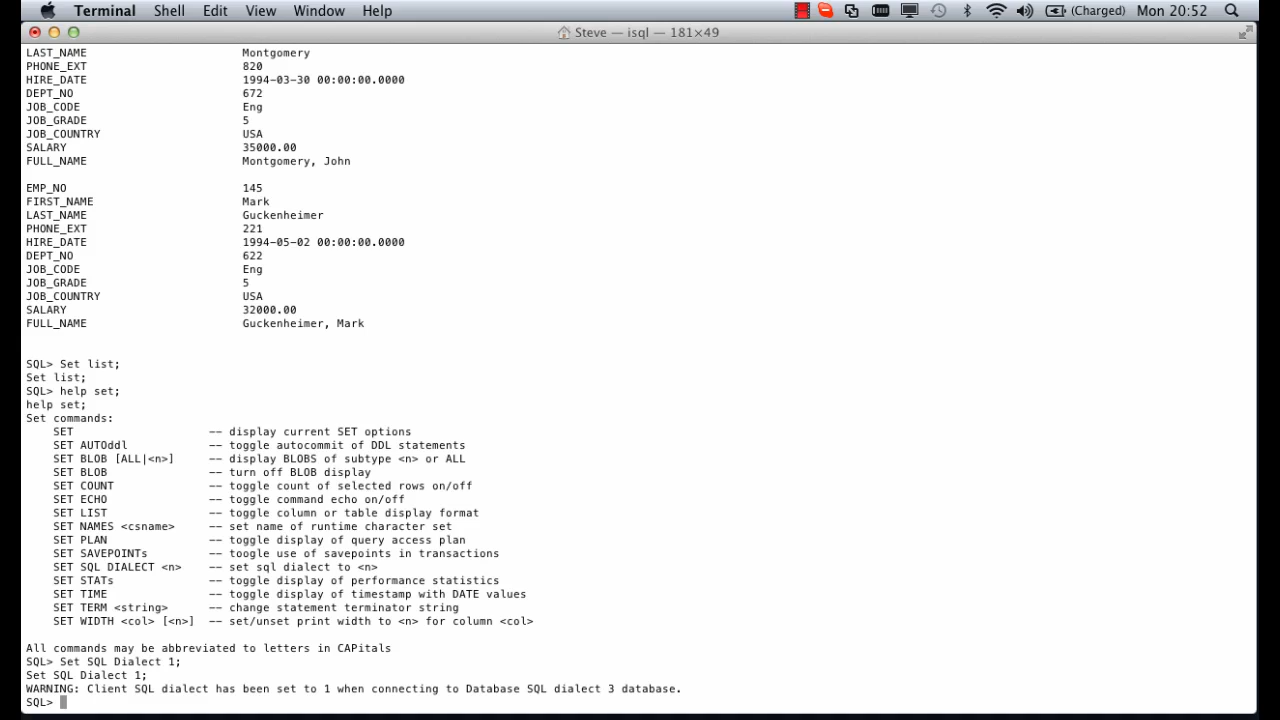 Terminal Shell Edit View Window Help (Charged) Mon 20:52
Steve — isql — 181×49
LAST_NAME Montgomery
PHONE_EXT 820
HIRE_DATE 1994-03-30 00:00:00.0000
DEPT_NO 672
JOB_CODE Eng
JOB_GRADE 5
JOB_COUNTRY USA
SALARY 35000.00
FULL_NAME Montgomery, John
EMP_NO 145
FIRST_NAME Mark
LAST_NAME Guckenheimer
PHONE_EXT 221
HIRE_DATE 1994-05-02 00:00:00.0000
DEPT_NO 622
JOB_CODE Eng
JOB_GRADE 5
JOB_COUNTRY USA
SALARY 32000.00
FULL_NAME Guckenheimer, Mark
SQL> Set list;
Set list;
SQL> help set;
help set;
Set commands:
SET -- display current SET options
SET AUTOddl -- toggle autocommit of DDL statements
SET BLOB [ALL|<n>] -- display BLOBS of subtype <n> or ALL
SET BLOB -- turn off BLOB display
SET COUNT -- toggle count of selected rows on/off
SET ECHO -- toggle command echo on/off
SET LIST -- toggle column or table display format
SET NAMES <csname> -- set name of runtime character set
SET PLAN -- toggle display of query access plan
SET SAVEPOINTs -- toogle use of savepoints in transactions
SET SQL DIALECT <n> -- set sql dialect to <n>
SET STATs -- toggle display of performance statistics
SET TIME -- toggle display of timestamp with DATE values
SET TERM <string> -- change statement terminator string
SET WIDTH <col> [<n>] -- set/unset print width to <n> for column <col>
All commands may be abbreviated to letters in CAPitals
SQL> Set SQL Dialect 1;
Set SQL Dialect 1;
WARNING: Client SQL dialect has been set to 1 when connecting to Database SQL dialect 3 database.
SQL>